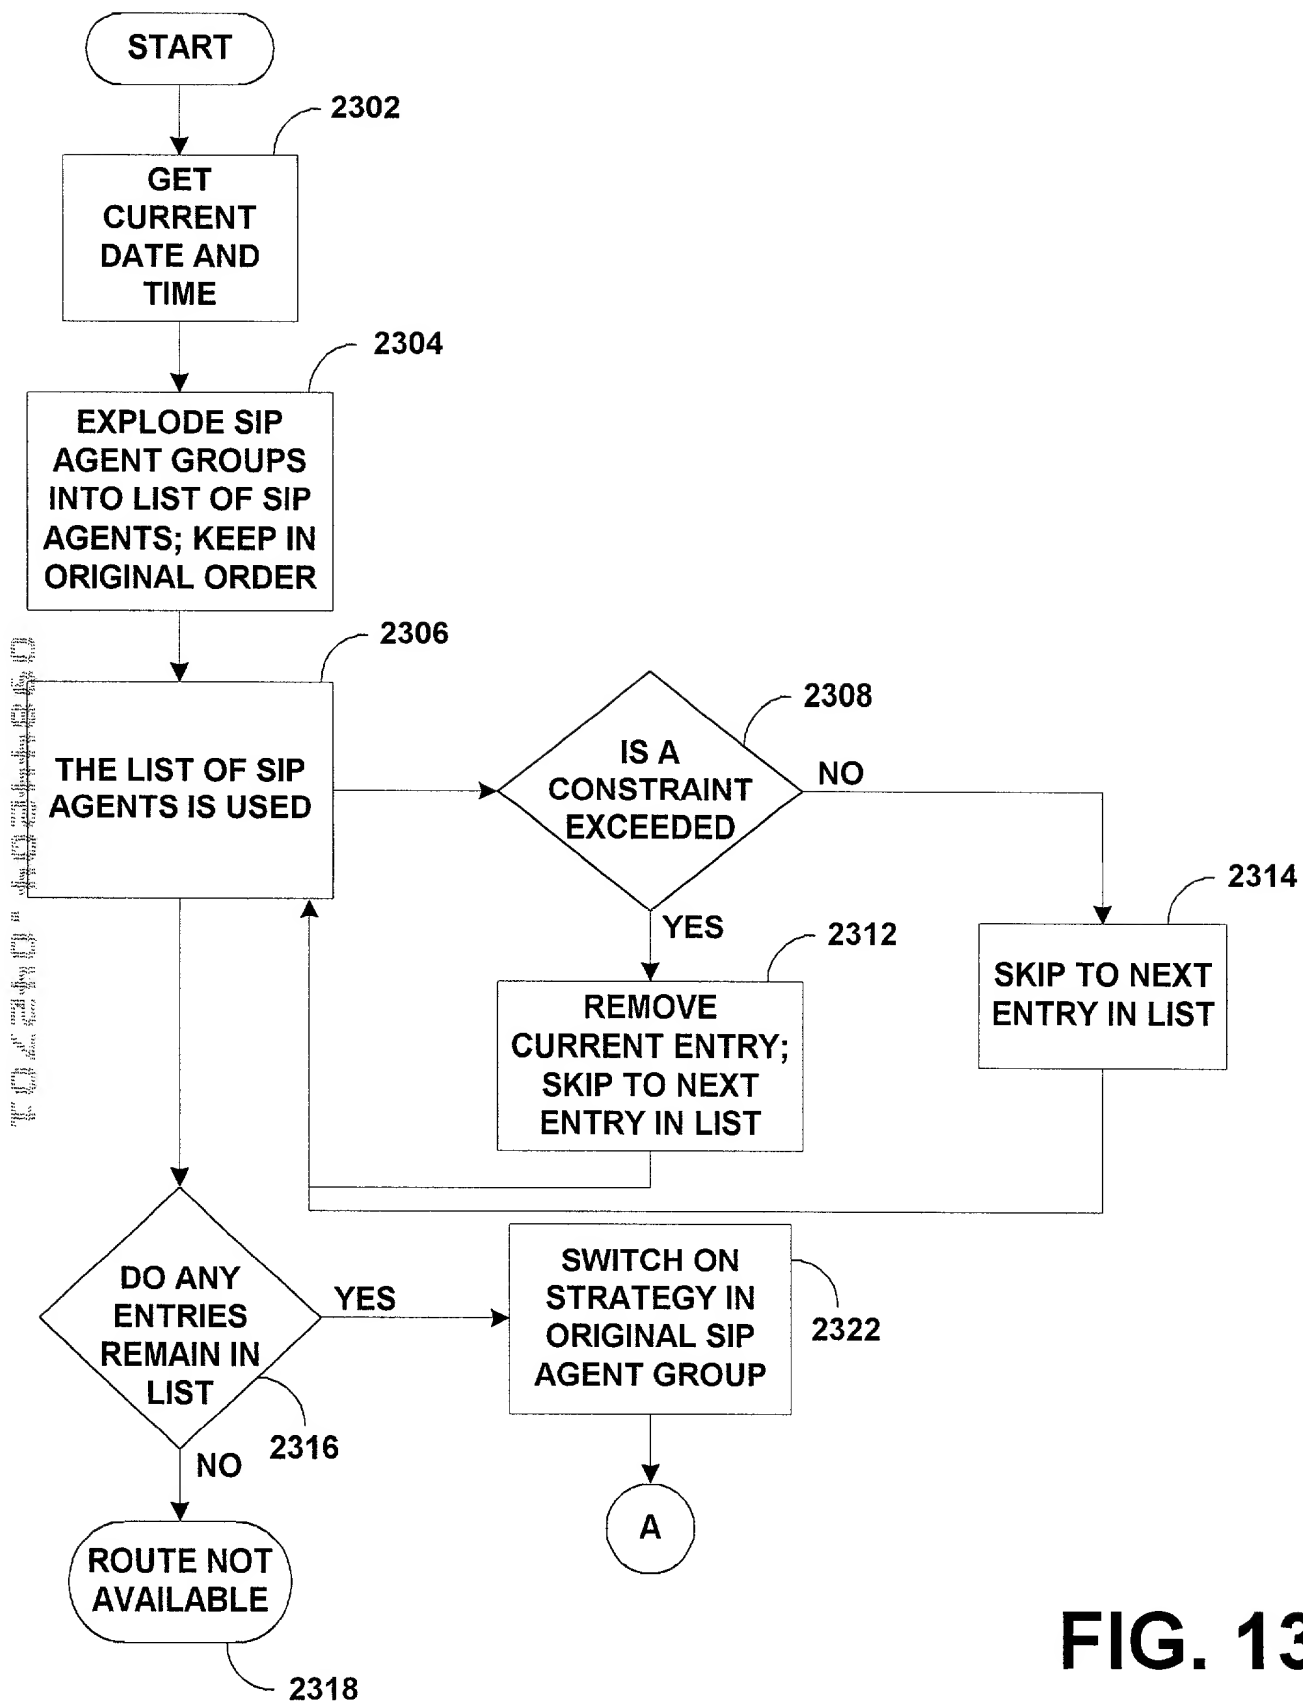 START
2302
GET
CURRENT
DATE AND
TIME
2304
EXPLODE SIP
AGENT GROUPS
INTO LIST OF SIP
AGENTS; KEEP IN
ORIGINAL ORDER
2306
THE LIST OF SIP
AGENTS IS USED
2308
IS A
CONSTRAINT
EXCEEDED
NO
YES
2312
REMOVE
CURRENT ENTRY;
SKIP TO NEXT
ENTRY IN LIST
2314
SKIP TO NEXT
ENTRY IN LIST
DO ANY
ENTRIES
REMAIN IN
LIST
2316
YES
NO
SWITCH ON
STRATEGY IN
ORIGINAL SIP
AGENT GROUP
2322
A
ROUTE NOT
AVAILABLE
2318
FIG. 13